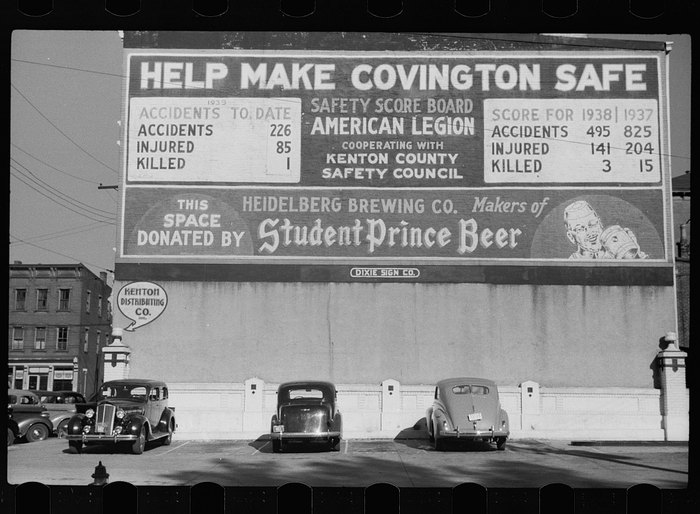 HELP MAKE COVINGTON SAFE
1939
ACCIDENTS TO DATE
ACCIDENTS 226
INJURED 85
KILLED 1
SAFETY SCORE BOARD
AMERICAN LEGION
COOPERATING WITH
KENTON COUNTY
SAFETY COUNCIL
SCORE FOR 1938 | 1937
ACCIDENTS 495 825
INJURED 141 204
KILLED 3 15
THIS
SPACE
DONATED BY
HEIDELBERG BREWING CO. Makers of
Student Prince Beer
DIXIE SIGN CO.
KENTON
DISTRIBUTING
CO.